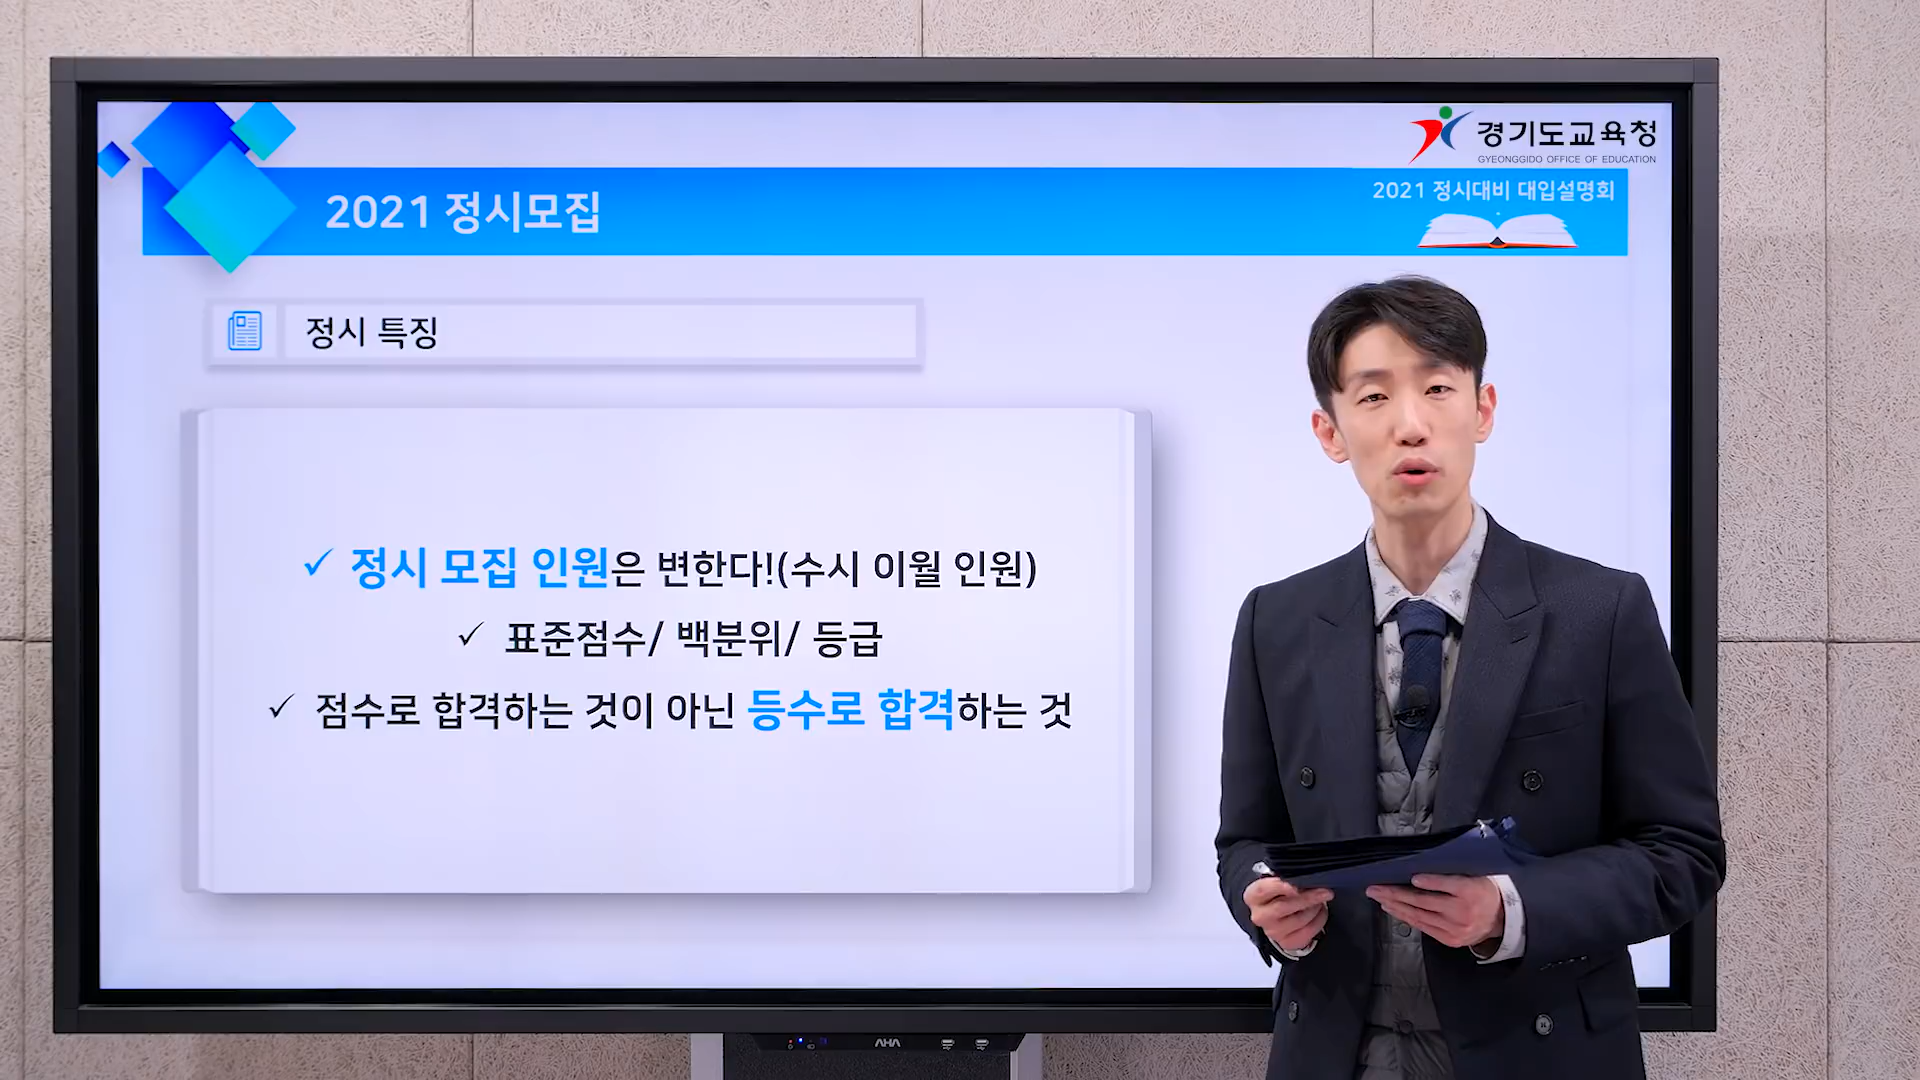 경기도교육청
GYEONGGIDO OFFICE OF EDUCATION
2021 정시대비 대입설명회
2021 정시모집
정시 특징
✓ 정시 모집 인원은 변한다!(수시 이월 인원)
✓ 표준점수/ 백분위/ 등급
✓ 점수로 합격하는 것이 아닌 등수로 합격하는 것
AHA